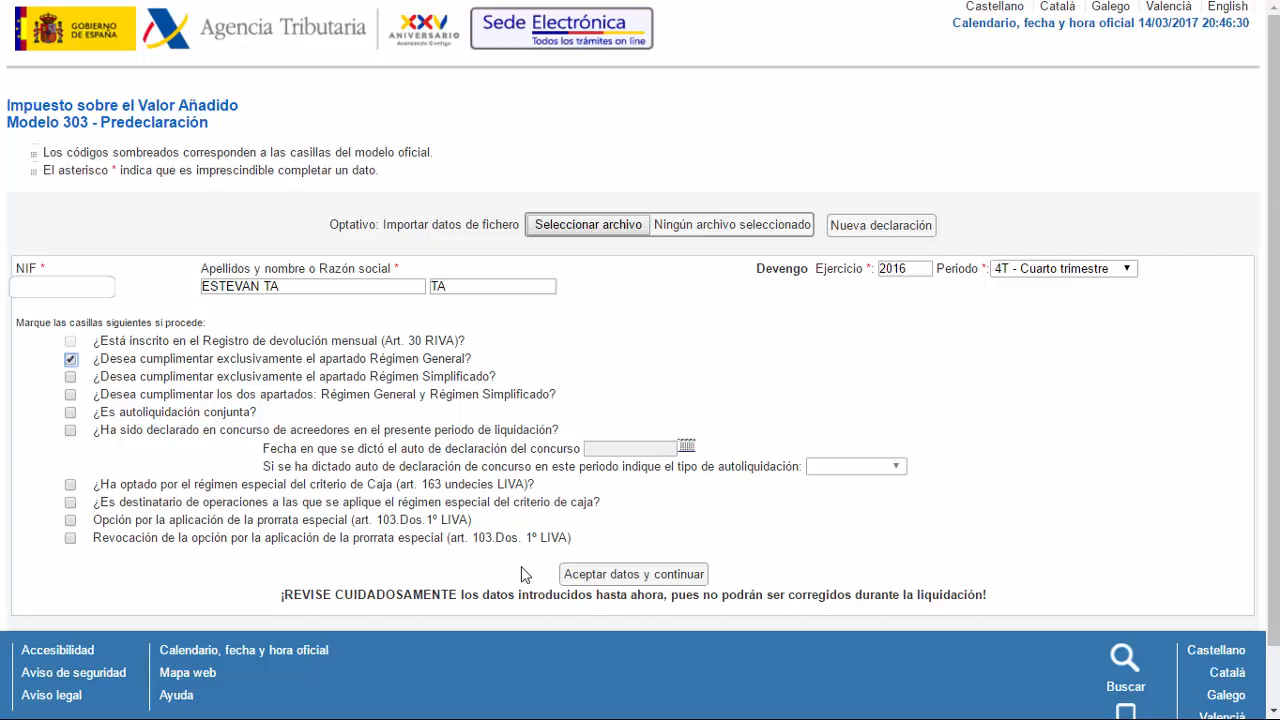 Castellano Català Galego Valencià English
GOBIERNO DE ESPAÑA
Agencia Tributaria
XXV ANIVERSARIO
Avanzando Contigo
Sede Electrónica
Todos los trámites on line
Calendario, fecha y hora oficial 14/03/2017 20:46:30
Impuesto sobre el Valor Añadido
Modelo 303 - Predeclaración
Los códigos sombreados corresponden a las casillas del modelo oficial.
El asterisco * indica que es imprescindible completar un dato.
Optativo: Importar datos de fichero Seleccionar archivo Ningún archivo seleccionado Nueva declaración
NIF * Apellidos y nombre o Razón social * Devengo Ejercicio *: 2016 Periodo *: 4T - Cuarto trimestre
ESTEVAN TA TA
Marque las casillas siguientes si procede:
¿Está inscrito en el Registro de devolución mensual (Art. 30 RIVA)?
¿Desea cumplimentar exclusivamente el apartado Régimen General?
¿Desea cumplimentar exclusivamente el apartado Régimen Simplificado?
¿Desea cumplimentar los dos apartados: Régimen General y Régimen Simplificado?
¿Es autoliquidación conjunta?
¿Ha sido declarado en concurso de acreedores en el presente periodo de liquidación?
Fecha en que se dictó el auto de declaración del concurso
Si se ha dictado auto de declaración de concurso en este periodo indique el tipo de autoliquidación:
¿Ha optado por el régimen especial del criterio de Caja (art. 163 undecies LIVA)?
¿Es destinatario de operaciones a las que se aplique el régimen especial del criterio de caja?
Opción por la aplicación de la prorrata especial (art. 103.Dos.1º LIVA)
Revocación de la opción por la aplicación de la prorrata especial (art. 103.Dos. 1º LIVA)
Aceptar datos y continuar
¡REVISE CUIDADOSAMENTE los datos introducidos hasta ahora, pues no podrán ser corregidos durante la liquidación!
Accesibilidad Calendario, fecha y hora oficial Castellano
Aviso de seguridad Mapa web Català
Buscar
Aviso legal Ayuda Galego
Valencià